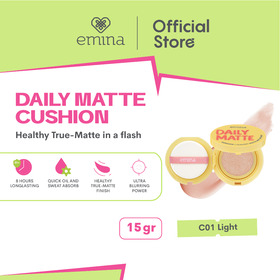 emina
Official
Store
DAILY MATTE
CUSHION
Healthy True-Matte in a flash
8 HOURS
LONGLASTING
QUICK OIL AND
SWEAT ABSORB
HEALTHY
TRUE-MATTE
FINISH
ULTRA
BLURRING
POWER
DAILY
MATTE
15 gr
C01 Light